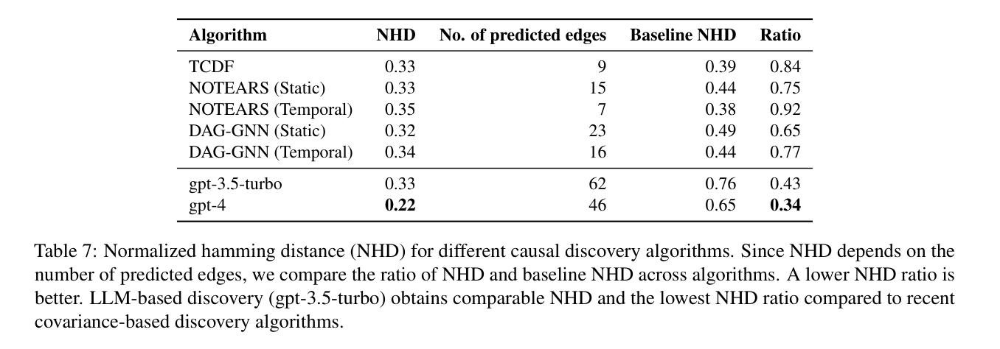 Algorithm NHD No. of predicted edges Baseline NHD Ratio
TCDF 0.33 9 0.39 0.84
NOTEARS (Static) 0.33 15 0.44 0.75
NOTEARS (Temporal) 0.35 7 0.38 0.92
DAG-GNN (Static) 0.32 23 0.49 0.65
DAG-GNN (Temporal) 0.34 16 0.44 0.77
gpt-3.5-turbo 0.33 62 0.76 0.43
gpt-4 0.22 46 0.65 0.34
Table 7: Normalized hamming distance (NHD) for different causal discovery algorithms. Since NHD depends on the
number of predicted edges, we compare the ratio of NHD and baseline NHD across algorithms. A lower NHD ratio is
better. LLM-based discovery (gpt-3.5-turbo) obtains comparable NHD and the lowest NHD ratio compared to recent
covariance-based discovery algorithms.